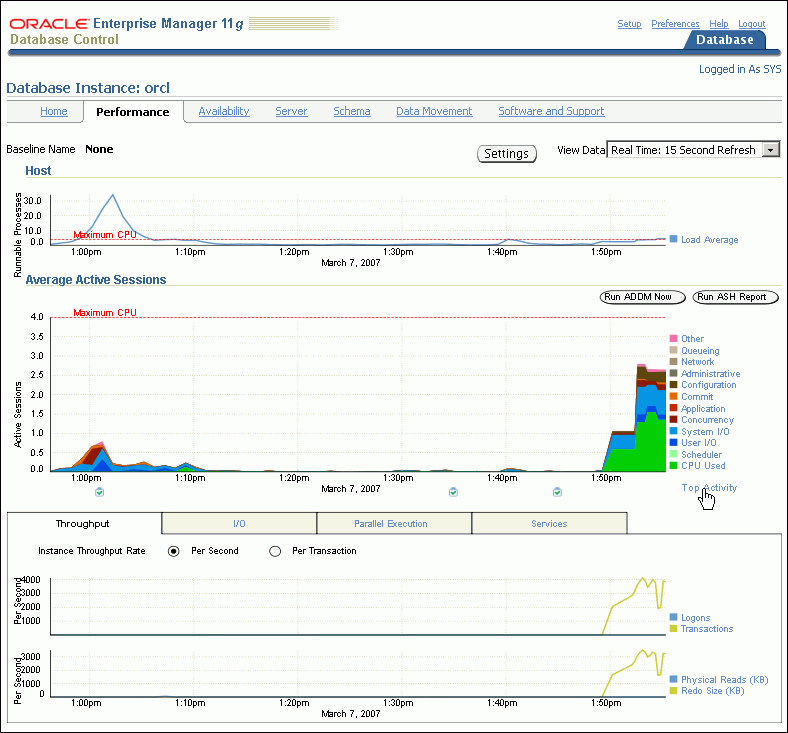 ORACLE Enterprise Manager 11g
Database Control
Setup Preferences Help Logout
Database
Logged in As SYS
Database Instance: orcl
Home Performance Availability Server Schema Data Movement Software and Support
Baseline Name None
Settings
View Data Real Time: 15 Second Refresh
Host
Runnable Processes
30.0
20.0
10.0
0.0
Maximum CPU
Load Average
1:00pm 1:10pm 1:20pm 1:30pm 1:40pm 1:50pm
March 7, 2007
Average Active Sessions
Run ADDM Now Run ASH Report
Maximum CPU
Active Sessions
4.0
3.5
3.0
2.5
2.0
1.5
1.0
0.5
0.0
Other
Queueing
Network
Administrative
Configuration
Commit
Application
Concurrency
System I/O
User I/O
Scheduler
CPU Used
1:00pm 1:10pm 1:20pm 1:30pm 1:40pm 1:50pm
March 7, 2007
Top Activity
Throughput I/O Parallel Execution Services
Instance Throughput Rate Per Second Per Transaction
Per Second
4000
3000
2000
1000
Logons
Transactions
Per Second
3000
2000
1000
0
Physical Reads (KB)
Redo Size (KB)
1:00pm 1:10pm 1:20pm 1:30pm 1:40pm 1:50pm
March 7, 2007